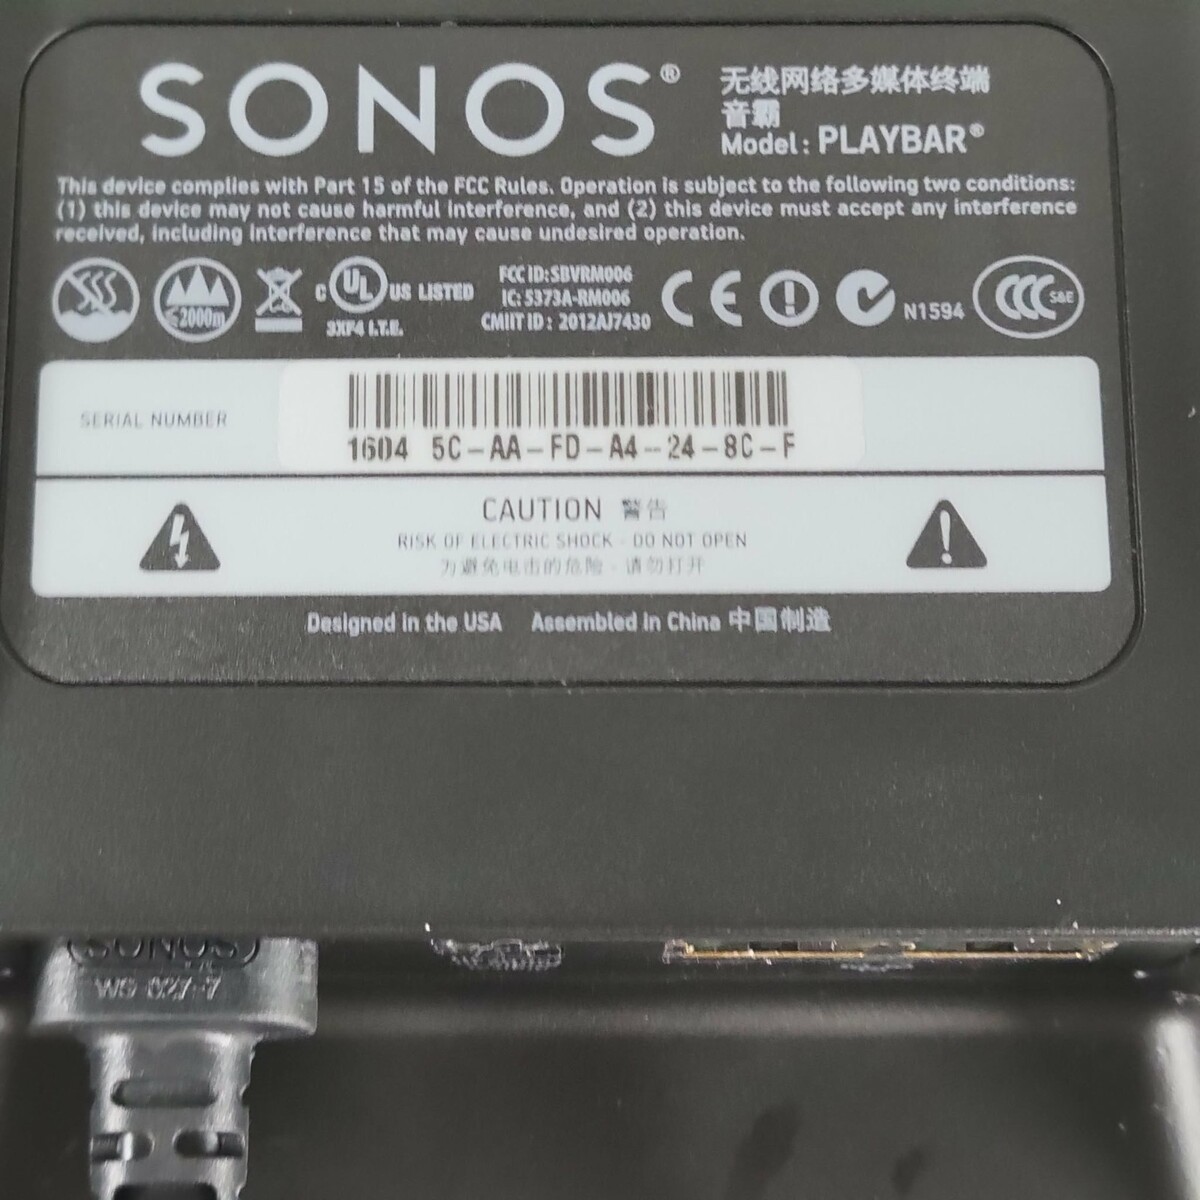 SONOS®
无线网络多媒体终端
音霸
Model: PLAYBAR®
This device complies with Part 15 of the FCC Rules. Operation is subject to the following two conditions:
(1) this device may not cause harmful interference, and (2) this device must accept any interference
received, including interference that may cause undesired operation.
≤2000m
C UL US LISTED
3XF4 I.T.E.
FCC ID: SBVRM006
IC: 5373A-RM006
CMIIT ID: 2012AJ7430
CE
N1594
CCC S&E
SERIAL NUMBER
1604 5C-AA-FD-A4-24-8C-F
CAUTION 警告
RISK OF ELECTRIC SHOCK - DO NOT OPEN
为避免电击的危险 - 请勿打开
Designed in the USA Assembled in China 中国制造
SONOS